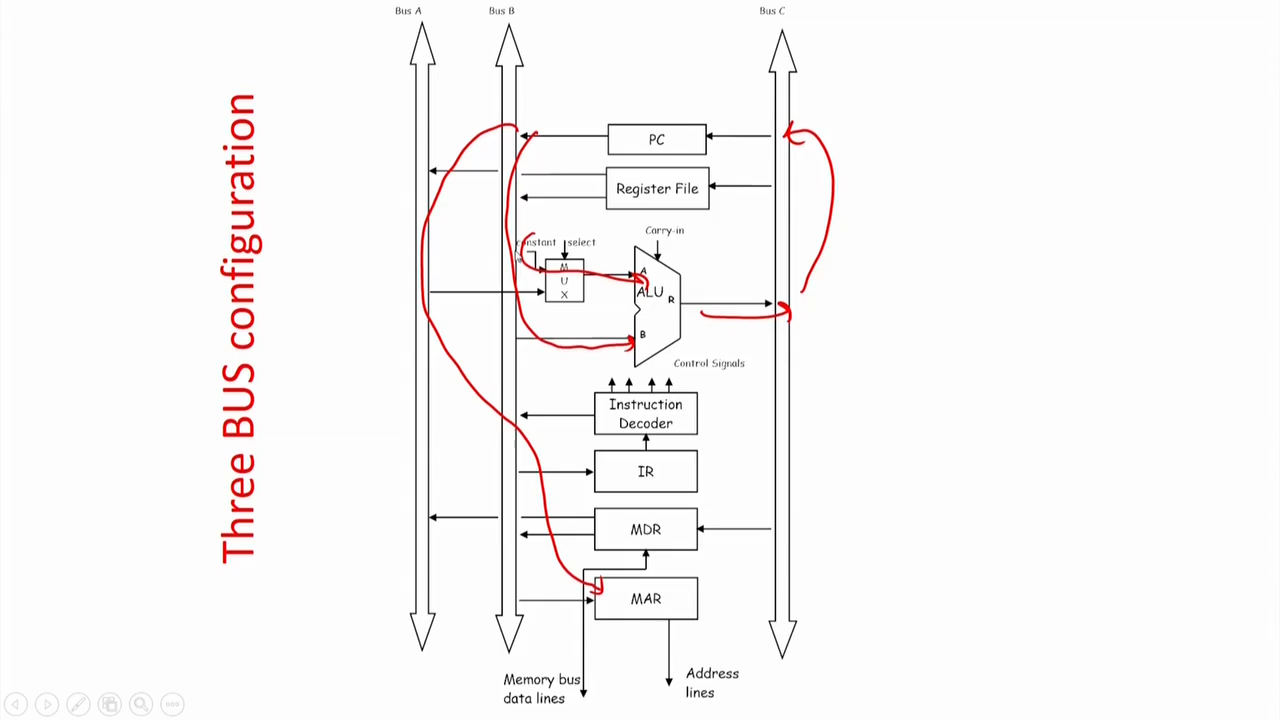 Bus A
Bus B
Bus C
Three BUS configuration
PC
Register File
constant
select
Carry-in
M
U
X
A
ALU
R
B
Control Signals
Instruction
Decoder
IR
MDR
MAR
Memory bus
data lines
Address
lines